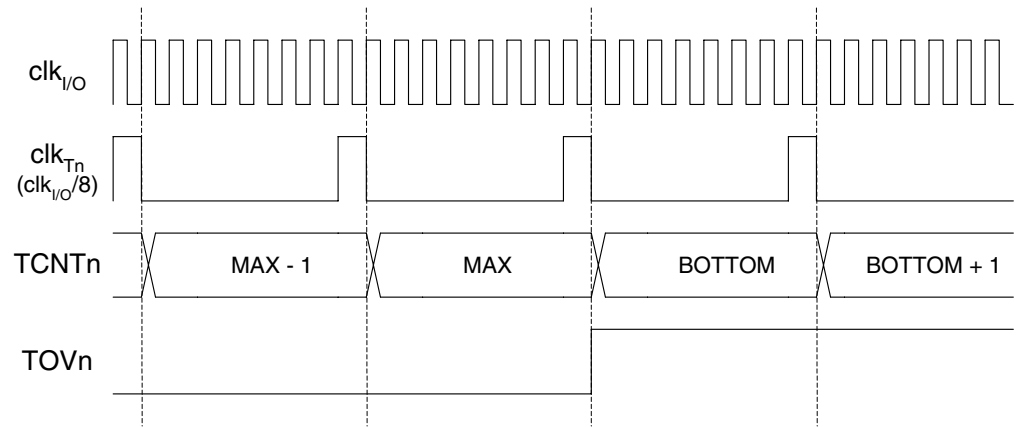 clkI/O
clkTn
(clkI/O/8)
TCNTn MAX - 1 MAX BOTTOM BOTTOM + 1
TOVn